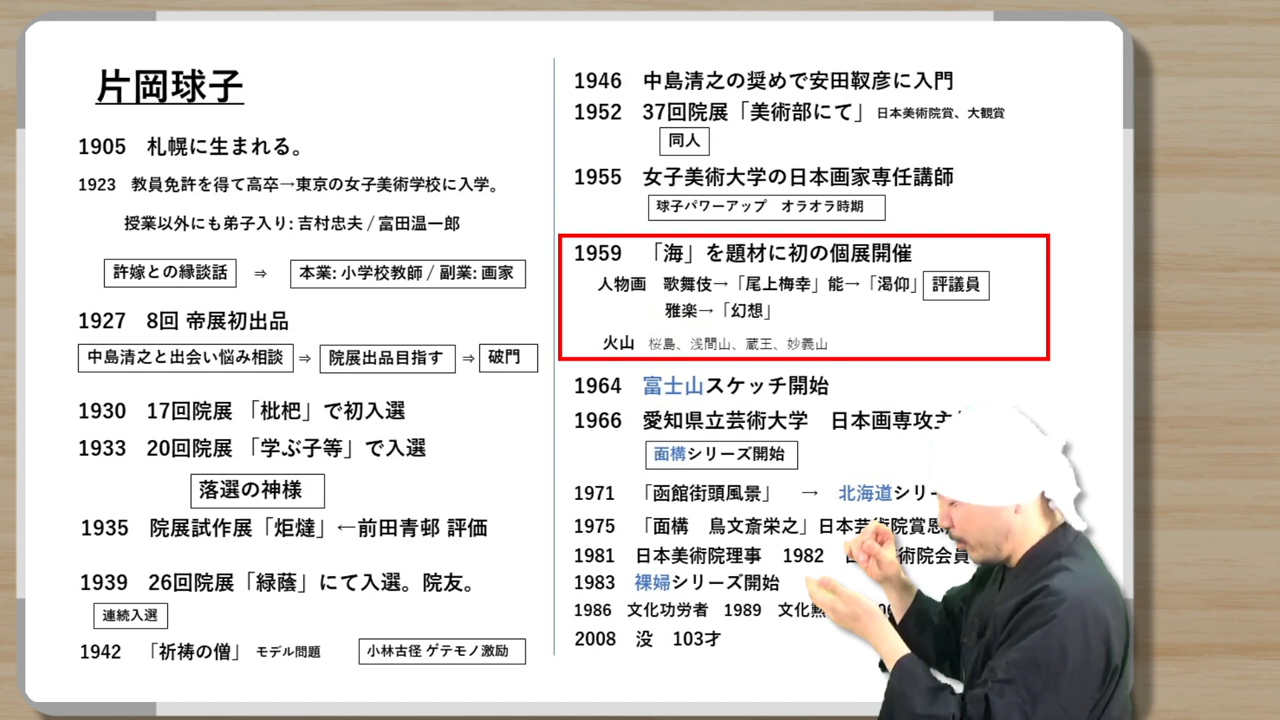 片岡球子
1905 札幌に生まれる。
1923 教員免許を得て高卒→東京の女子美術学校に入学。
授業以外にも弟子入り: 吉村忠夫 / 富田温一郎
許嫁との縁談話 ⇒ 本業: 小学校教師 / 副業: 画家
1927 8回 帝展初出品
中島清之と出会い悩み相談 ⇒ 院展出品目指す ⇒ 破門
1930 17回院展 「枇杷」で初入選
1933 20回院展 「学ぶ子等」で入選
落選の神様
1935 院展試作展「炬燵」←前田青邨 評価
1939 26回院展「緑蔭」にて入選。院友。
連続入選
1942 「祈祷の僧」 モデル問題 小林古径 ゲテモノ激励
1946 中島清之の奨めで安田靫彦に入門
1952 37回院展「美術部にて」 日本美術院賞、大観賞
同人
1955 女子美術大学の日本画家専任講師
球子パワーアップ オラオラ時期
1959 「海」を題材に初の個展開催
人物画 歌舞伎→「尾上梅幸」能→「渇仰」 評議員
雅楽→「幻想」
火山 桜島、浅間山、蔵王、妙義山
1964 富士山スケッチ開始
1966 愛知県立芸術大学 日本画専攻主
面構シリーズ開始
1971 「函館街頭風景」 → 北海道シリー
1975 「面構 鳥文斎栄之」日本芸術院賞恩
1981 日本美術院理事 1982 術院会員
1983 裸婦シリーズ開始
1986 文化功労者 1989 文化勲
2008 没 103才